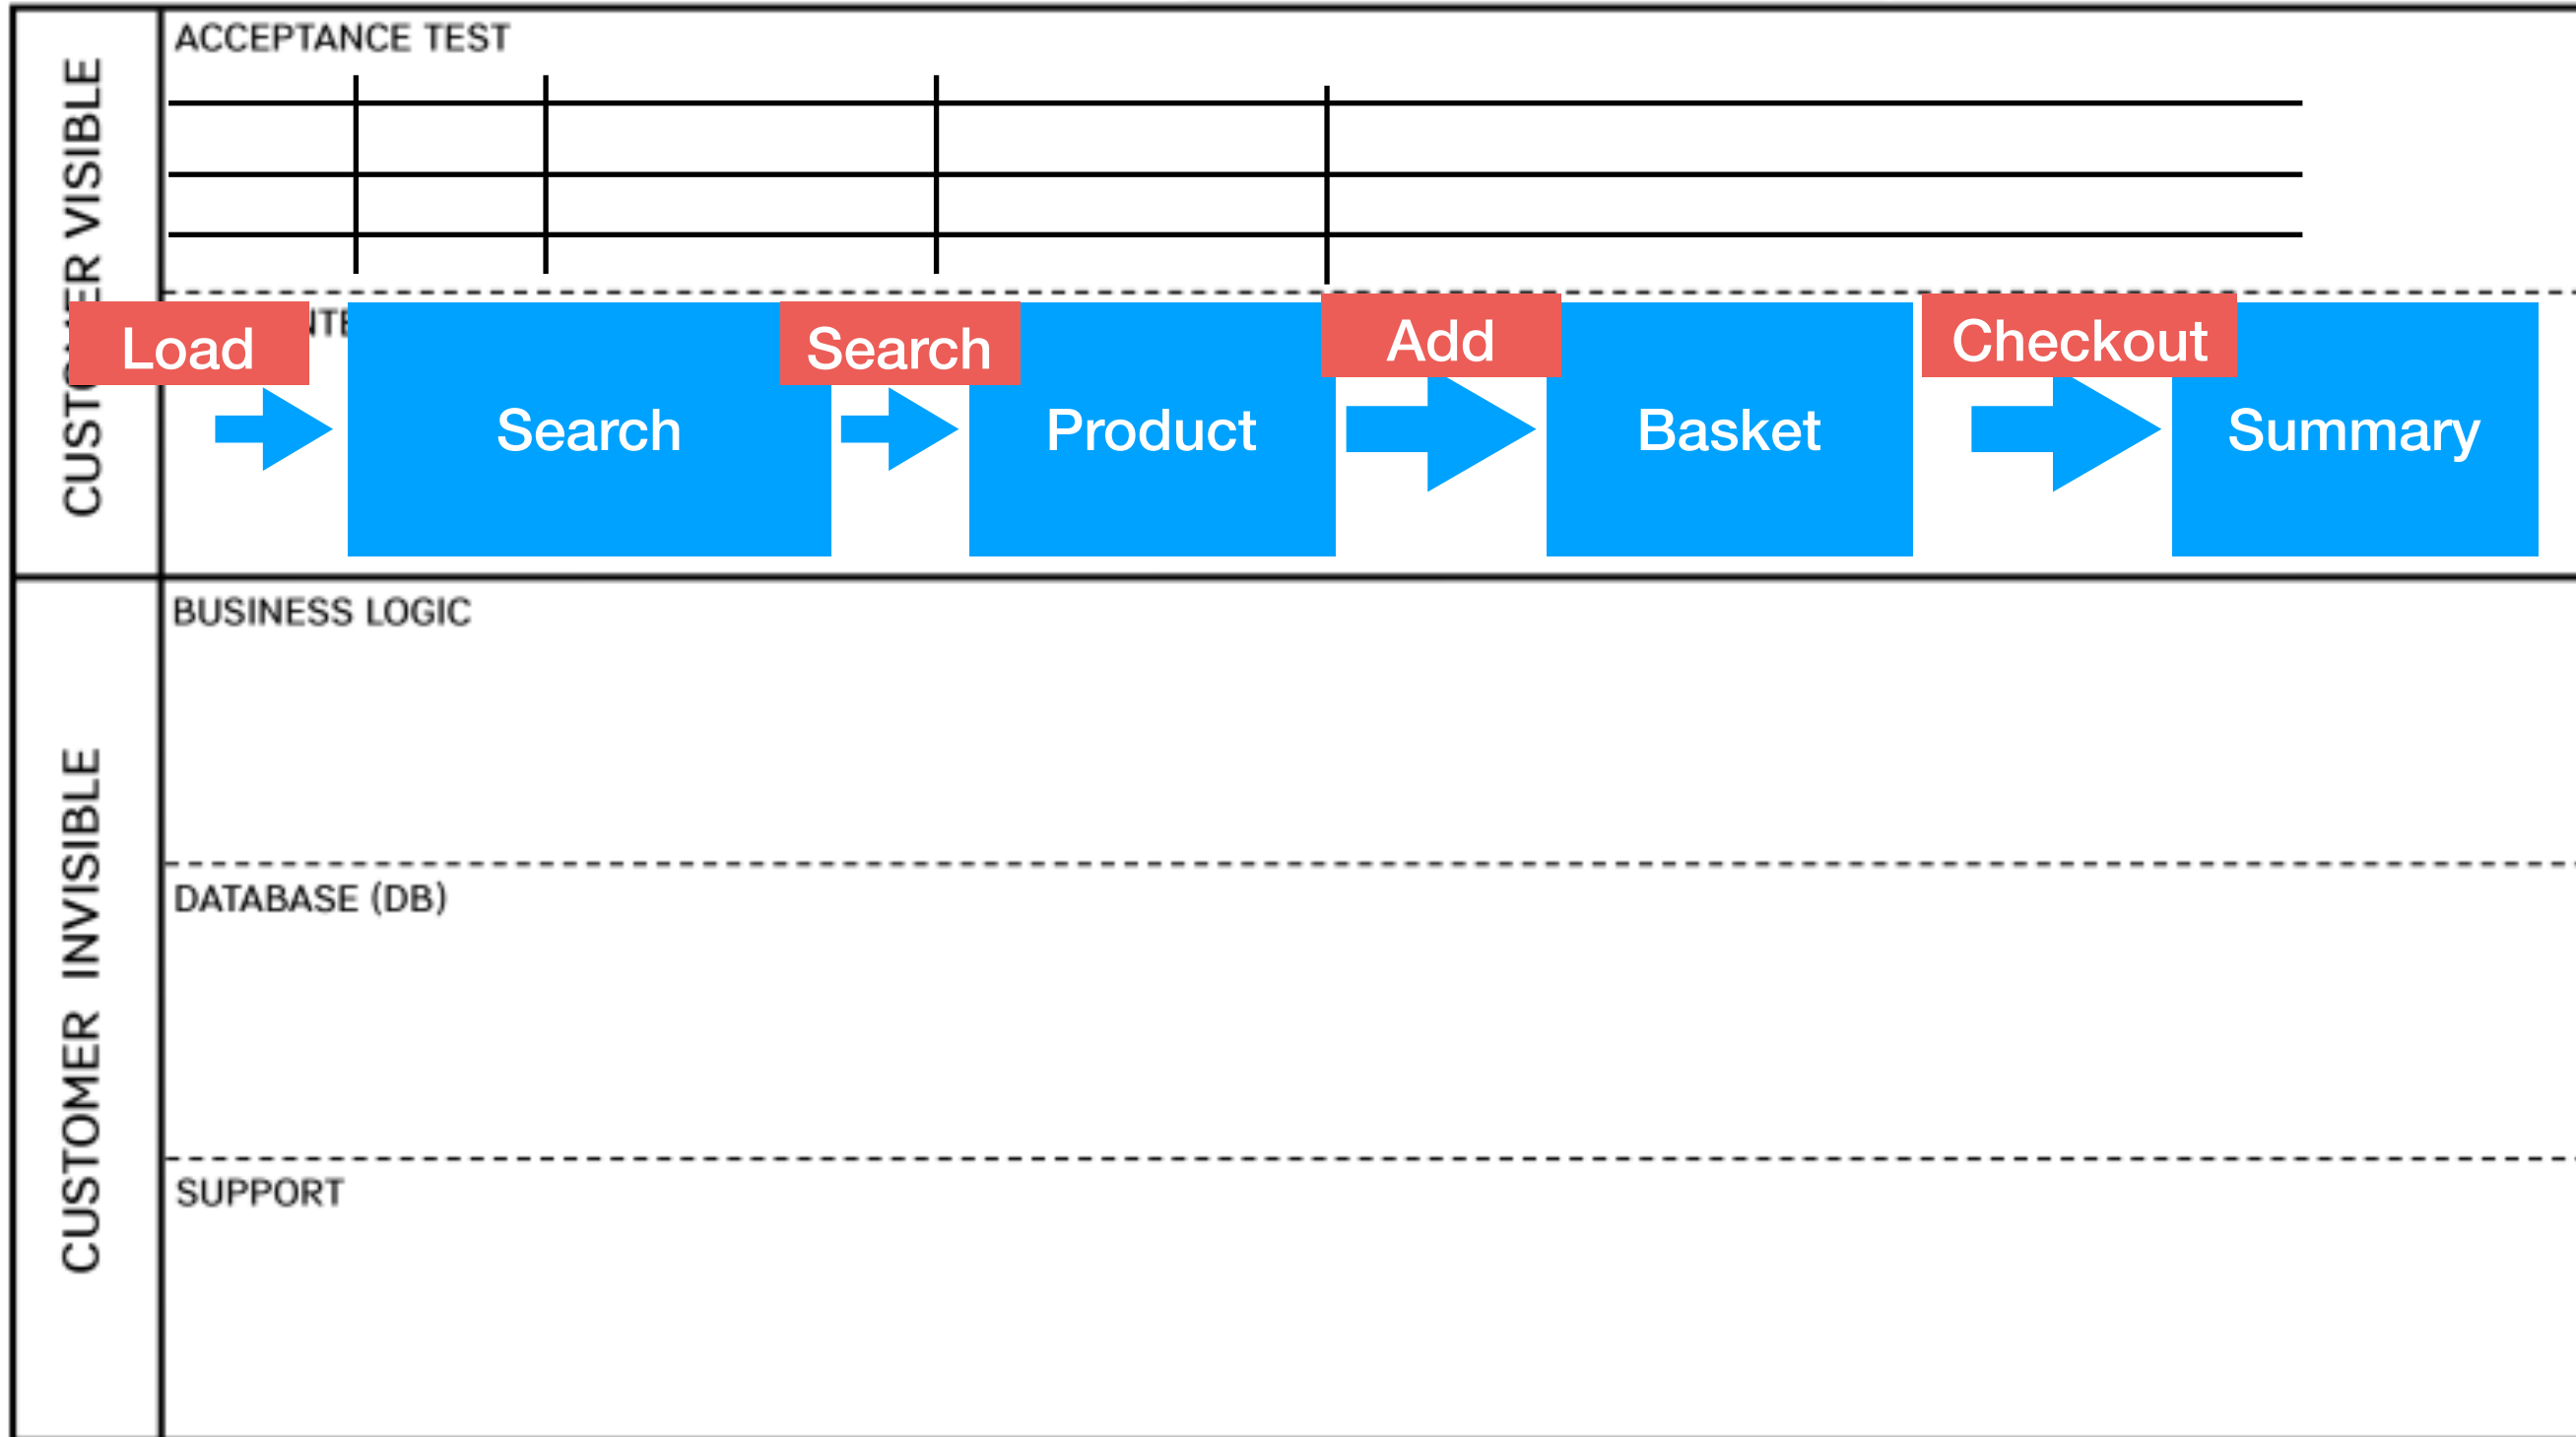 ACCEPTANCE TEST
CUSTOMER VISIBLE
Load
Search
Add
Checkout
Search
Product
Basket
Summary
BUSINESS LOGIC
CUSTOMER INVISIBLE
DATABASE (DB)
SUPPORT